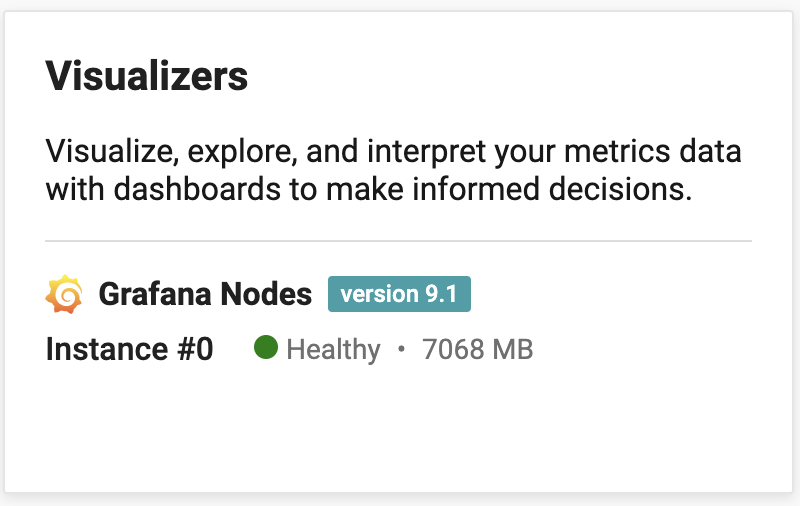 Visualizers
Visualize, explore, and interpret your metrics data
with dashboards to make informed decisions.
Grafana Nodes version 9.1
Instance #0 Healthy • 7068 MB